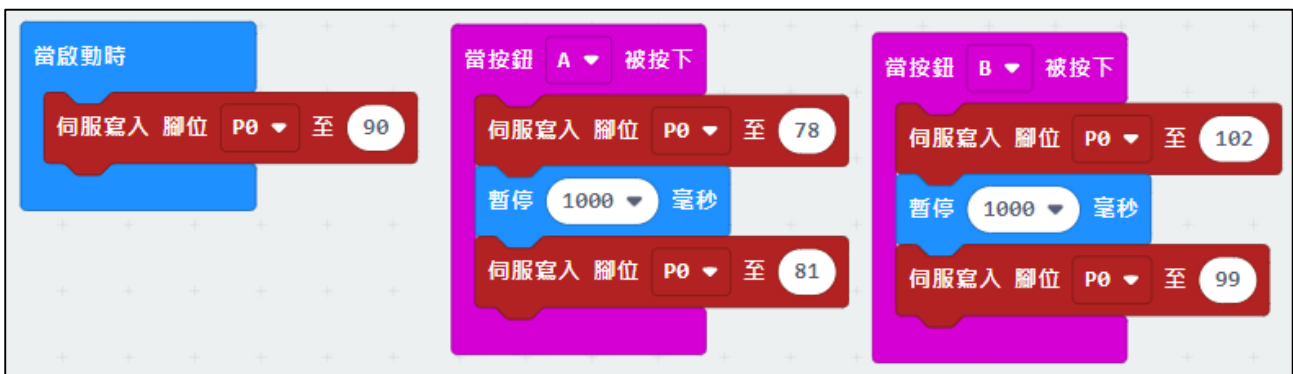 當啟動時
伺服寫入 腳位 P0 至 90
當按鈕 A 被按下
伺服寫入 腳位 P0 至 78
暫停 1000 毫秒
伺服寫入 腳位 P0 至 81
當按鈕 B 被按下
伺服寫入 腳位 P0 至 102
暫停 1000 毫秒
伺服寫入 腳位 P0 至 99